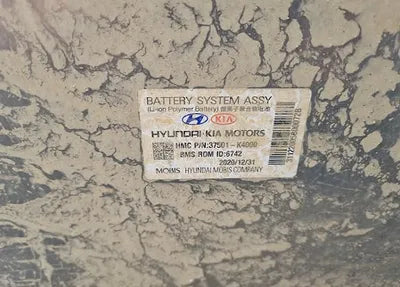 BATTERY SYSTEM ASSY
(Li-ion Polymer Battery)
KIA
HYUNDAI·KIA MOTORS
HMC P/N:37501-K4000
BMS ROM ID:6742
2020/12/31
MOBIS HYUNDAI MOBIS COMPANY